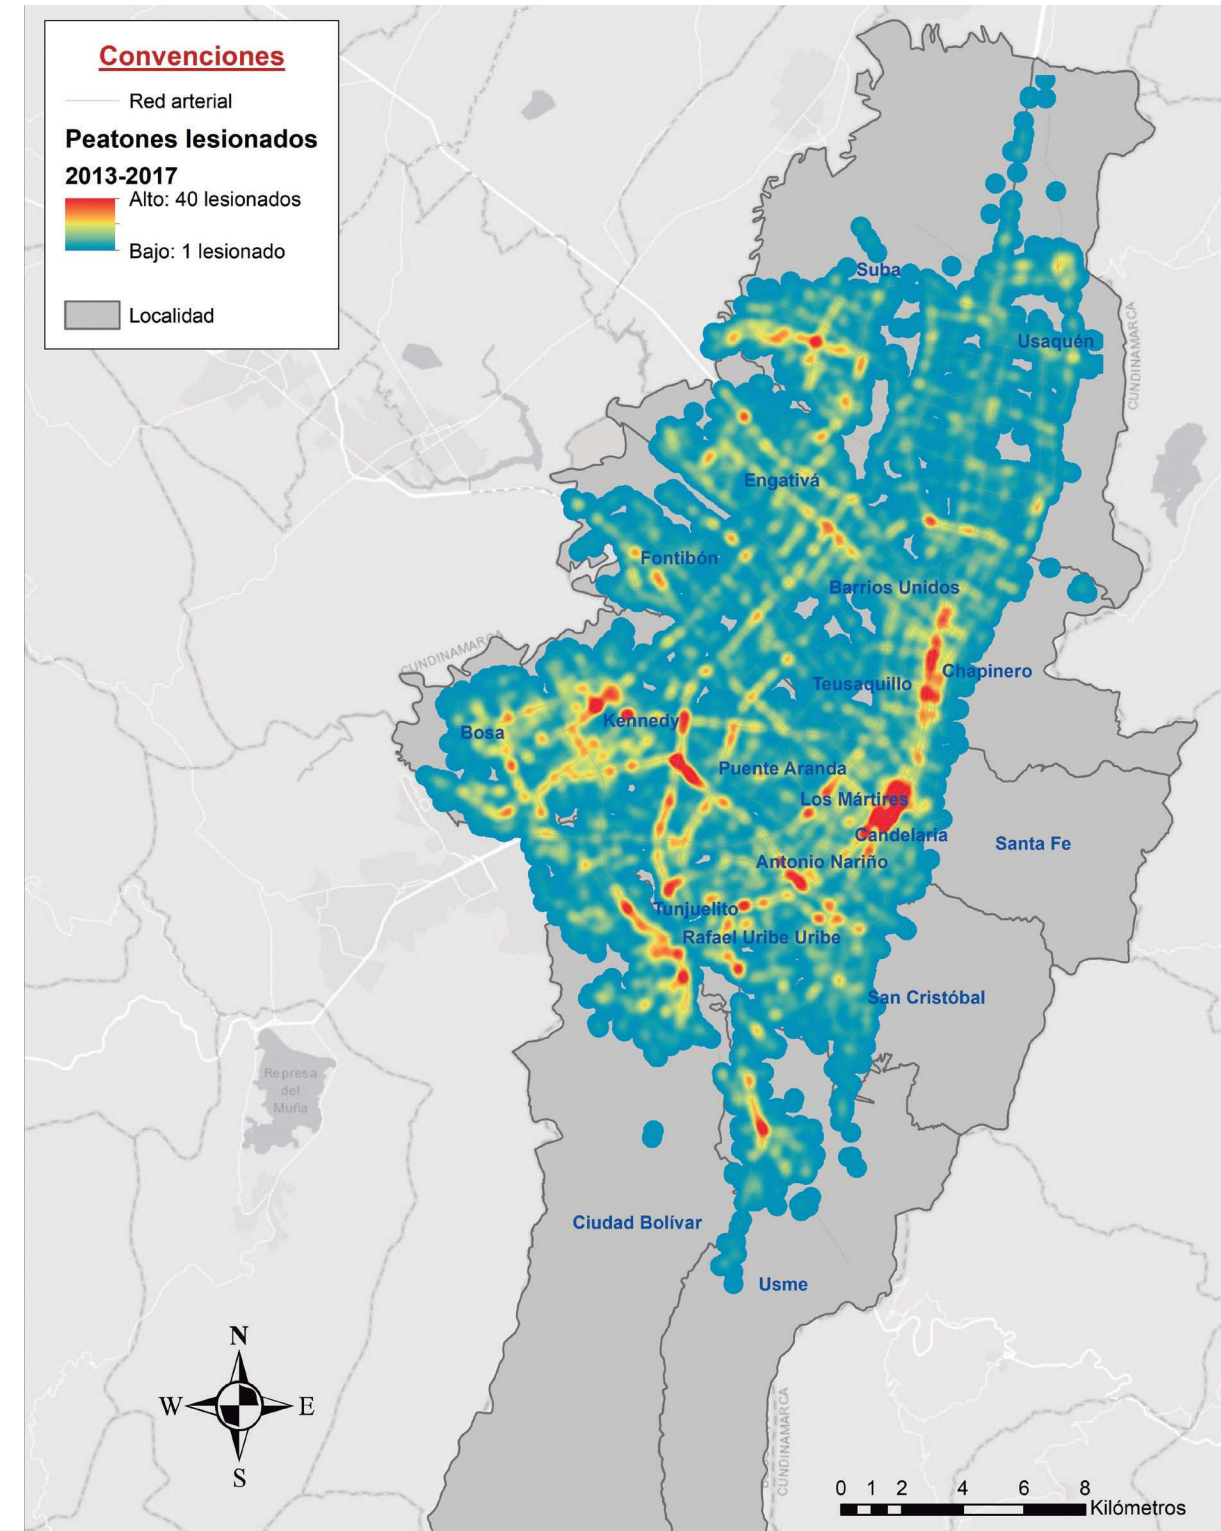 Convenciones
Red arterial
Peatones lesionados
2013-2017
Alto: 40 lesionados
Bajo: 1 lesionado
Localidad
Suba
Usaquén
CUNDINAMARCA
Engativá
Fontibón
Barrios Unidos
CUNDINAMARCA
Chapinero
Teusaquillo
Kennedy
Bosa
Puente Aranda
Los Mártires
Candelaria
Santa Fe
Antonio Nariño
Tunjuelito
Rafael Uribe Uribe
San Cristóbal
Represa
del
Muña
Ciudad Bolívar
Usme
N
W
E
S
CUNDINAMARCA
0 1 2 4 6 8
Kilómetros